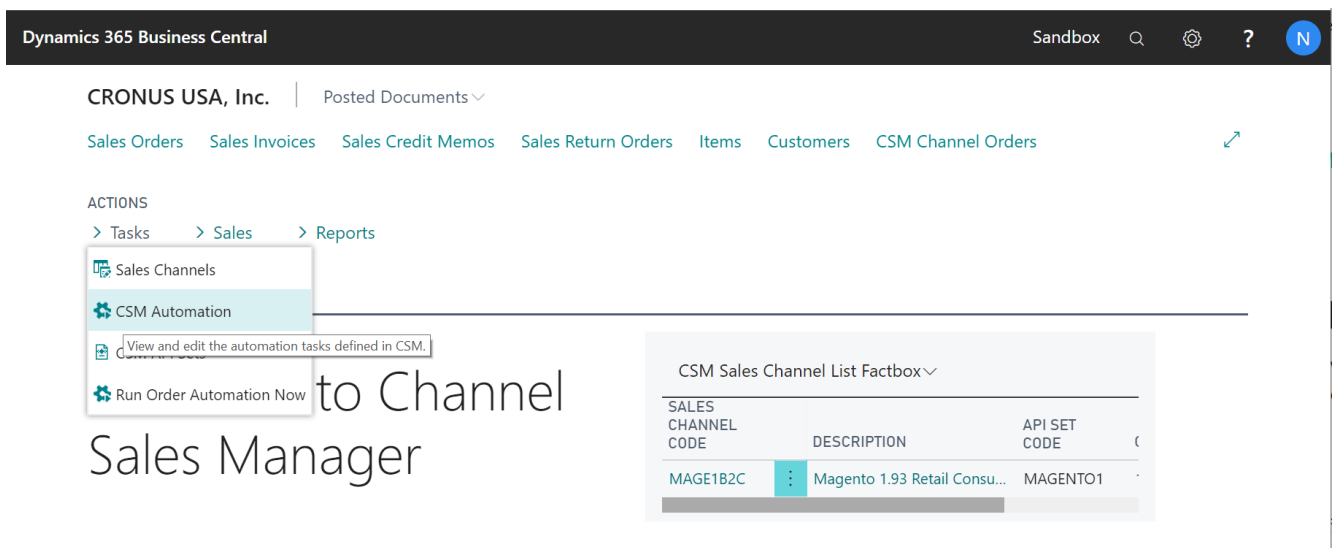 Dynamics 365 Business Central Sandbox ? N
CRONUS USA, Inc. Posted Documents
Sales Orders Sales Invoices Sales Credit Memos Sales Return Orders Items Customers CSM Channel Orders
ACTIONS
> Tasks > Sales > Reports
Sales Channels
CSM Automation
View and edit the automation tasks defined in CSM.
Run Order Automation Now
to Channel
Sales Manager
CSM Sales Channel List Factbox
SALES
CHANNEL
CODE DESCRIPTION
API SET
CODE
MAGE1B2C Magento 1.93 Retail Consu... MAGENTO1